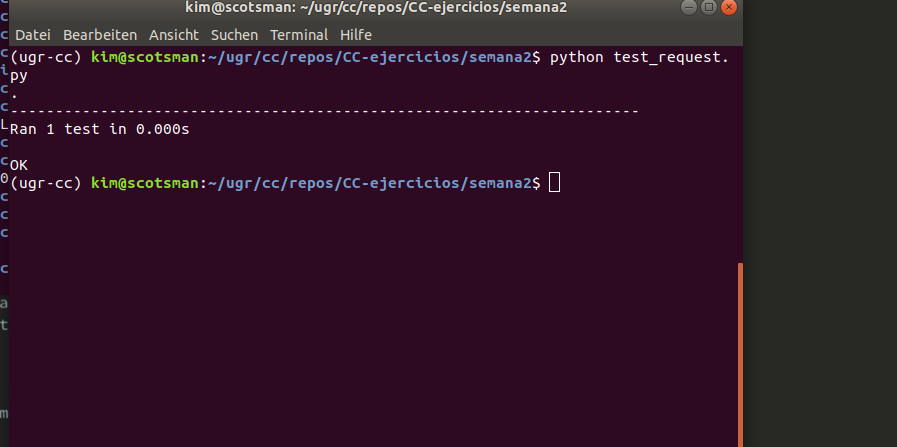 kim@scotsman: ~/ugr/cc/repos/CC-ejercicios/semana2
Datei Bearbeiten Ansicht Suchen Terminal Hilfe
(ugr-cc) kim@scotsman:~/ugr/cc/repos/CC-ejercicios/semana2$ python test_request.
py
.
----------------------------------------------------------------------
Ran 1 test in 0.000s
OK
(ugr-cc) kim@scotsman:~/ugr/cc/repos/CC-ejercicios/semana2$